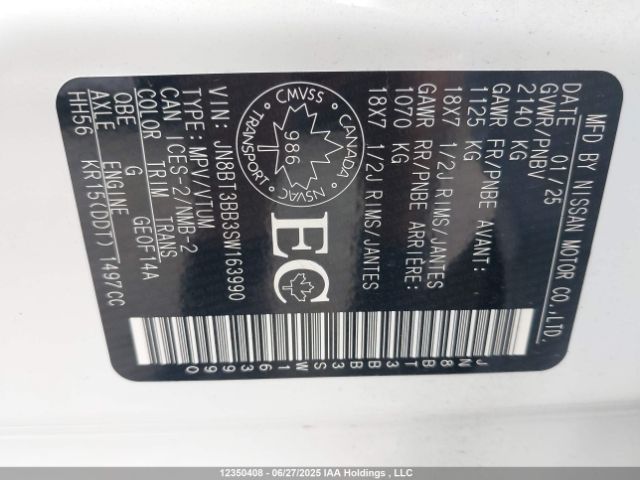 MFD BY NISSAN MOTOR CO.,LTD.
DATE 01/25
GVWR/PNBV
2140 KG
GAWR FR/PNBE AVANT:
1125 KG
18X7 1/2J RIMS/JANTES
GAWR RR/PNBE ARRIERE:
1070 KG
18X7 1/2J RIMS/JANTES
CMVSS
CANADA
NSVAC
TRANSPORT
986
EC
VIN: JN8BT3BB3SW163990
TYPE: MPV/VTUM
CAN ICES-2/NMB-2
COLOR TRIM TRANS
QBE G GE0F14A
AXLE ENGINE
HH56 KR15(DDT) 1497CC
JN8BT3BB3SW163990
12350408 - 06/27/2025 IAA Holdings , LLC